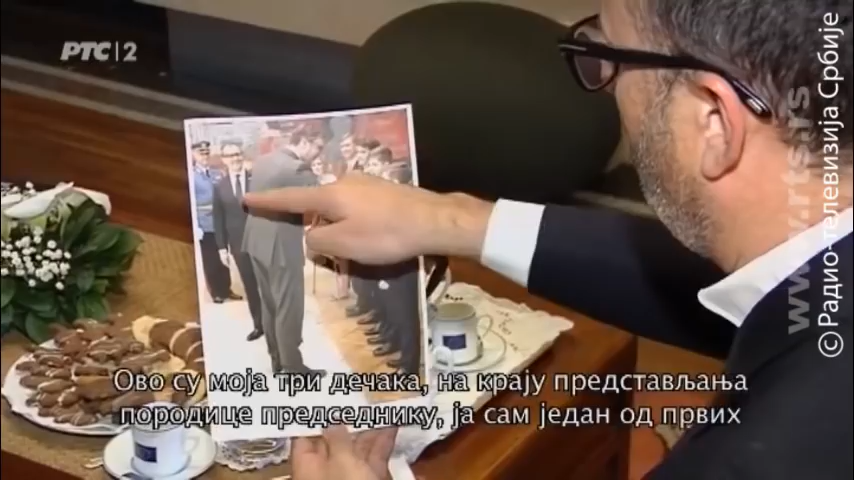 РТС|2
© Радио-телевизија Србије
www.rts.rs
Ово су моја три дечака, на крају представљања
породице председнику, ја сам један од првих